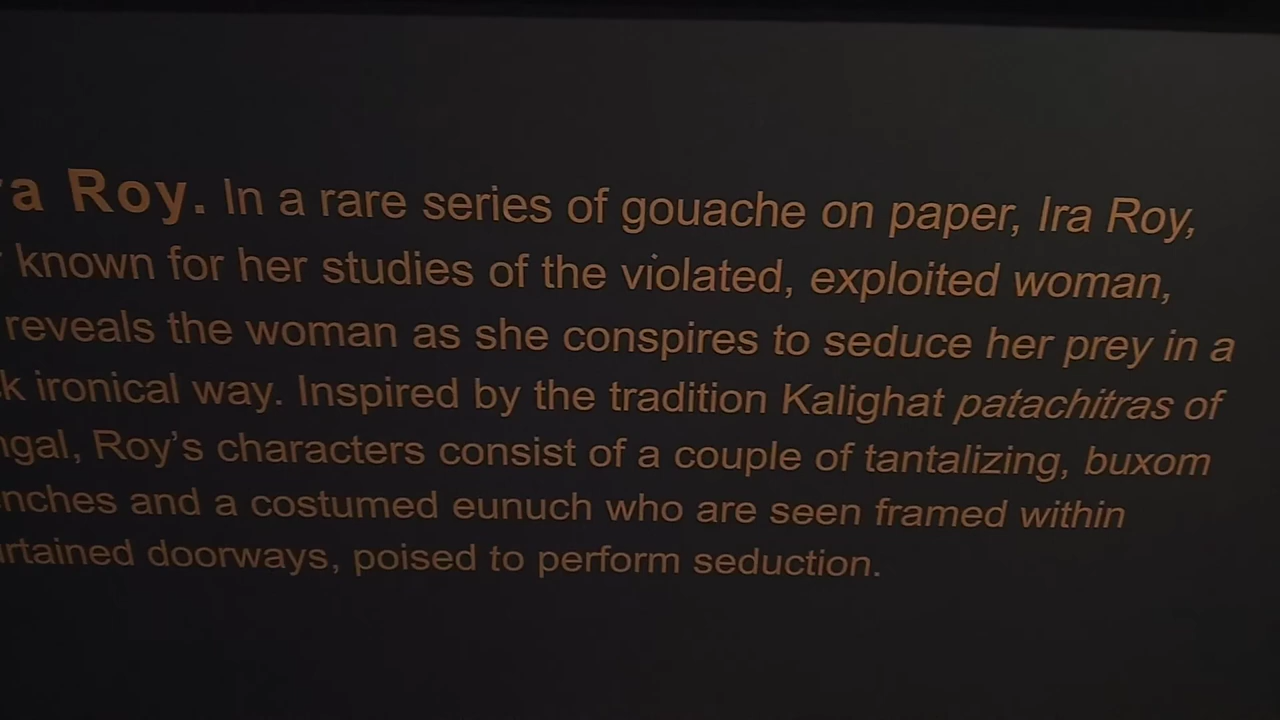 Roy. In a rare series of gouache on paper, Ira Roy,
known for her studies of the violated, exploited woman,
reveals the woman as she conspires to seduce her prey in a
ironical way. Inspired by the tradition Kalighat patachitras of
Roy's characters consist of a couple of tantalizing, buxom
and a costumed eunuch who are seen framed within
doorways, poised to perform seduction.